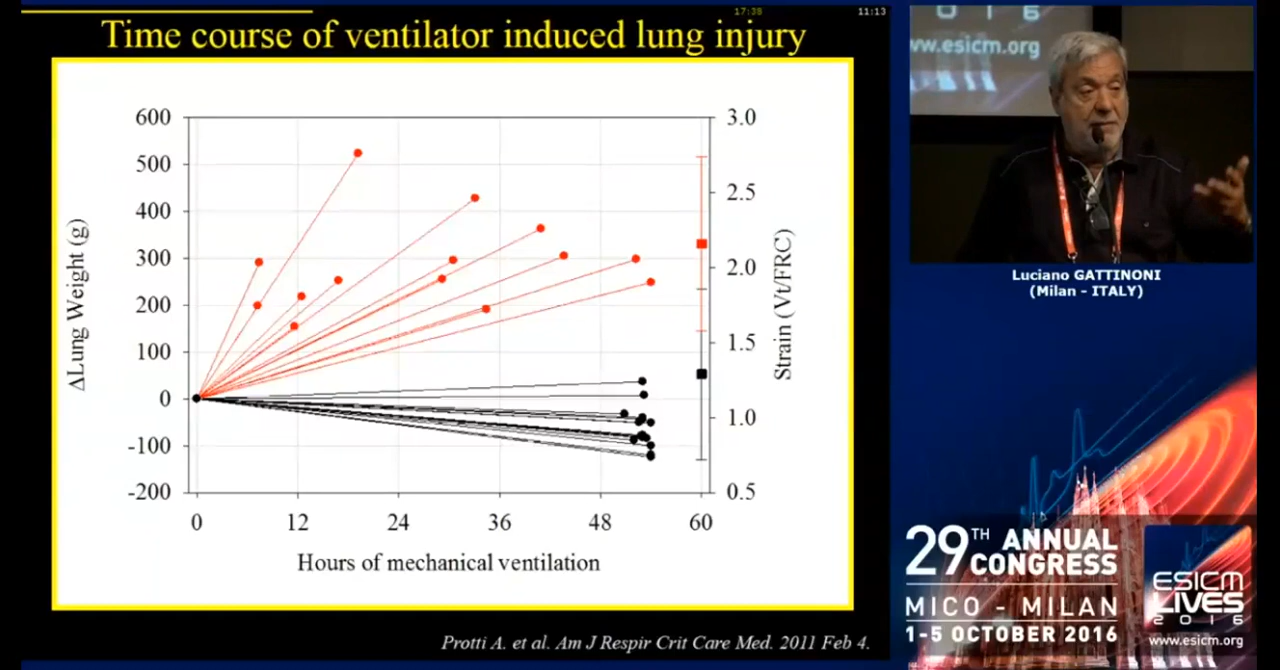 17:38
11:13
Time course of ventilator induced lung injury
600
500
400
300
200
100
0
-100
-200
ΔLung Weight (g)
3.0
2.5
2.0
1.5
1.0
0.5
Strain (Vt/FRC)
0 12 24 36 48 60
Hours of mechanical ventilation
Protti A. et al. Am J Respir Crit Care Med. 2011 Feb 4.
www.esicm.org
Luciano GATTINONI
(Milan - ITALY)
29TH ANNUAL
CONGRESS
MICO - MILAN
1-5 OCTOBER 2016
ESICM
LIVES
2016
www.esicm.org